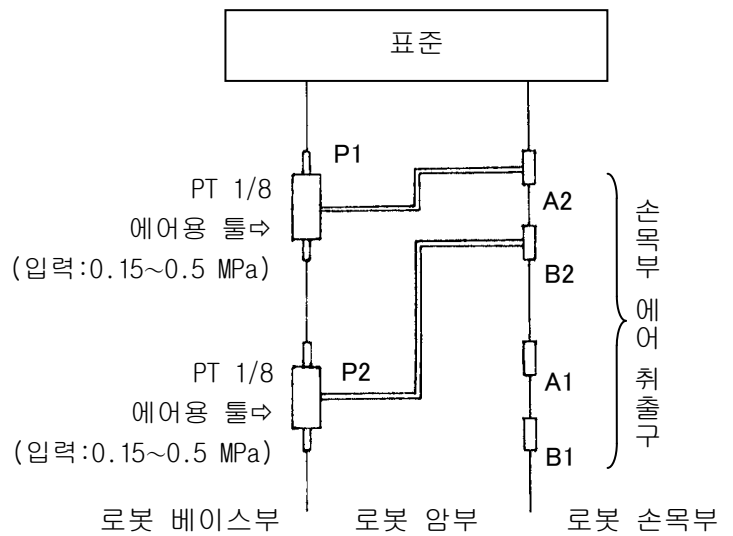 표준
P1
PT 1/8
에어용 툴⇨
(입력:0.15~0.5 MPa)
A2
B2
P2
PT 1/8
에어용 툴⇨
(입력:0.15~0.5 MPa)
A1
B1
손목부 에어 취출구
로봇 베이스부 로봇 암부 로봇 손목부